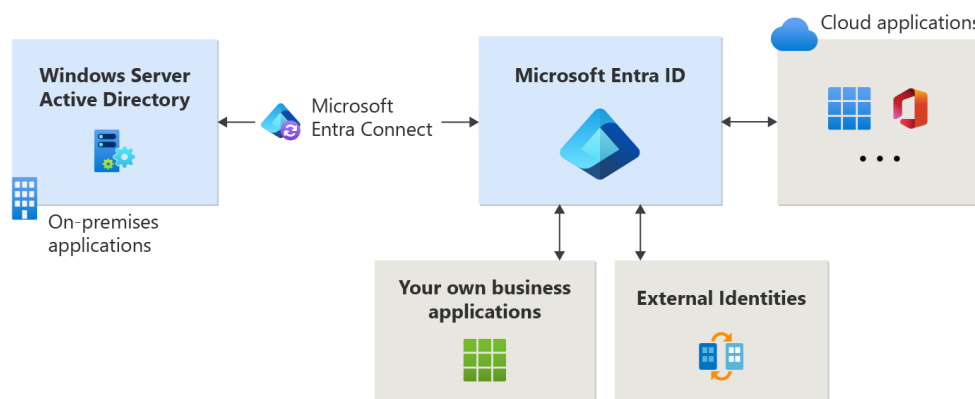 Cloud applications
Windows Server
Active Directory
Microsoft
Entra Connect
Microsoft Entra ID
On-premises
applications
Your own business
applications
External Identities